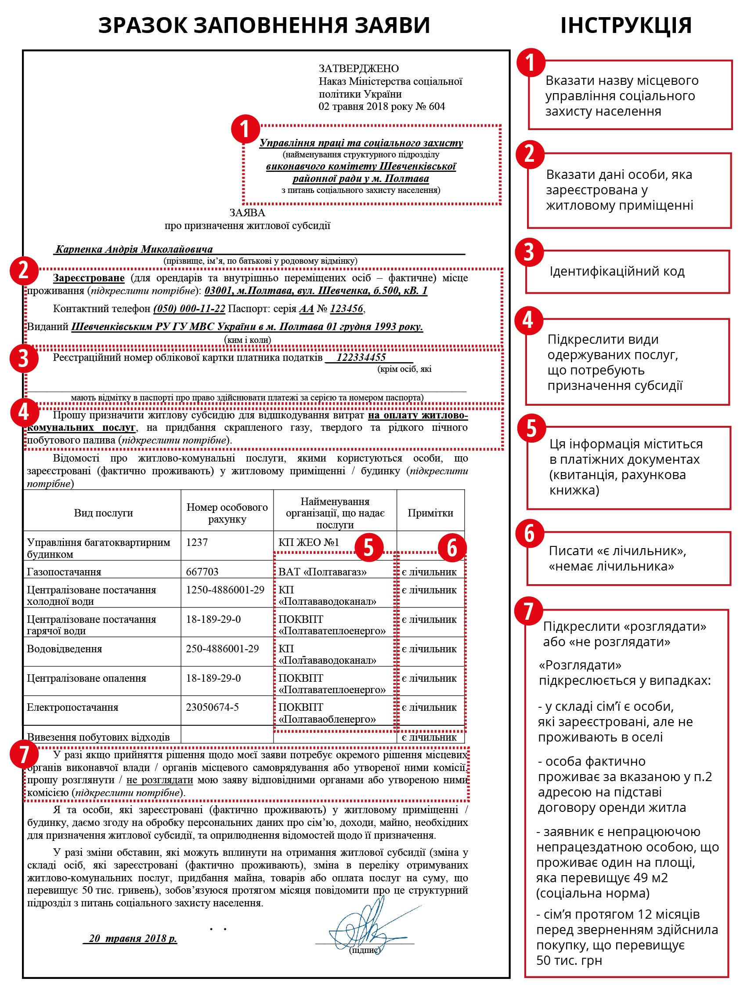 ЗРАЗОК ЗАПОВНЕННЯ ЗАЯВИ
ЗАТВЕРДЖЕНО
Наказ Міністерства соціальної
політики України
02 травня 2018 року № 604
1
Управління праці та соціального захисту
(найменування структурного підрозділу
виконавчого комітету Шевченківської
районної ради у м. Полтава
з питань соціального захисту населення)
ЗАЯВА
про призначення житлової субсидії
Карпенка Андрія Миколайовича
(прізвище, ім’я, по батькові у родовому відмінку)
2
Зареєстроване (для орендарів та внутрішньо переміщених осіб – фактичне) місце
проживання (підкреслити потрібне): 03001, м.Полтава, вул. Шевченка, б.500, кВ. 1
Контактний телефон (050) 000-11-22 Паспорт: серія АА № 123456,
Виданий Шевченківським РУ ГУ МВС України в м. Полтава 01 грудня 1993 року.
(ким і коли)
3
Реєстраційний номер облікової картки платника податків 122334455
(крім осіб, які
мають відмітку в паспорті про право здійснювати платежі за серією та номером паспорта)
4
Прошу призначити житлову субсидію для відшкодування витрат на оплату житлово-
комунальних послуг, на придбання скрапленого газу, твердого та рідкого пічного
побутового палива (підкреслити потрібне).
Відомості про житлово-комунальні послуги, якими користуються особи, що
зареєстровані (фактично проживають) у житловому приміщенні / будинку (підкреслити
потрібне)
Вид послуги
Номер особового
рахунку
Найменування
організації, що надає
послуги
Примітки
Управління багатоквартирним
будинком
1237
КП ЖЕО №1
5
6
Газопостачання
667703
ВАТ «Полтавагаз»
є лічильник
Централізоване постачання
холодної води
1250-4886001-29
КП
«Полтававодоканал»
є лічильник
Централізоване постачання
гарячої води
18-189-29-0
ПОКВПТ
«Полтаватеплоенерго»
є лічильник
Водовідведення
250-4886001-29
КП
«Полтававодоканал»
є лічильник
Централізоване опалення
18-189-29-0
ПОКВПТ
«Полтаватеплоенерго»
є лічильник
Електропостачання
23050674-5
ПОКВПТ
«Полтаваобленерго»
є лічильник
Вивезення побутових відходів
є лічильник
7
У разі якщо прийняття рішення щодо моєї заяви потребує окремого рішення місцевих
органів виконавчої влади / органів місцевого самоврядування або утвореної ними комісії,
прошу розглянути / не розглядати мою заяву відповідними органами або утвореною ними
комісією (підкреслити потрібне).
Я та особи, які зареєстровані (фактично проживають) у житловому приміщенні /
будинку, даємо згоду на обробку персональних даних про сім’ю, доходи, майно, необхідних
для призначення житлової субсидії, та оприлюднення відомостей щодо її призначення.
У разі зміни обставин, які можуть вплинути на отримання житлової субсидії (зміна у
складі осіб, які зареєстровані (фактично проживають), зміна в переліку отримуваних
житлово-комунальних послуг, придбання майна, товарів або оплата послуг на суму, що
перевищує 50 тис. гривень), зобов’язуюся протягом місяця повідомити про це структурний
підрозділ з питань соціального захисту населення.
20 травня 2018 р.
(підпис)
ІНСТРУКЦІЯ
1
Вказати назву місцевого
управління соціального
захисту населення
2
Вказати дані особи, яка
зареєстрована у
житловому приміщенні
3
Ідентифікаційний код
4
Підкреслити види
одержуваних послуг,
що потребують
призначення субсидії
5
Ця інформація міститься
в платіжних документах
(квитанція, рахункова
книжка)
6
Писати «є лічильник»,
«немає лічильника»
7
Підкреслити «розглядати»
або «не розглядати»
«Розглядати»
підкреслюється у випадках:
- у складі сім’ї є особи,
які зареєстровані, але не
проживають в оселі
- особа фактично
проживає за вказаною у п.2
адресою на підставі
договору оренди житла
- заявник є непрацюючою
непрацездатною особою, що
проживає один на площі,
яка перевищує 49 м2
(соціальна норма)
- сім’я протягом 12 місяців
перед зверненням здійснила
покупку, що перевищує
50 тис. грн